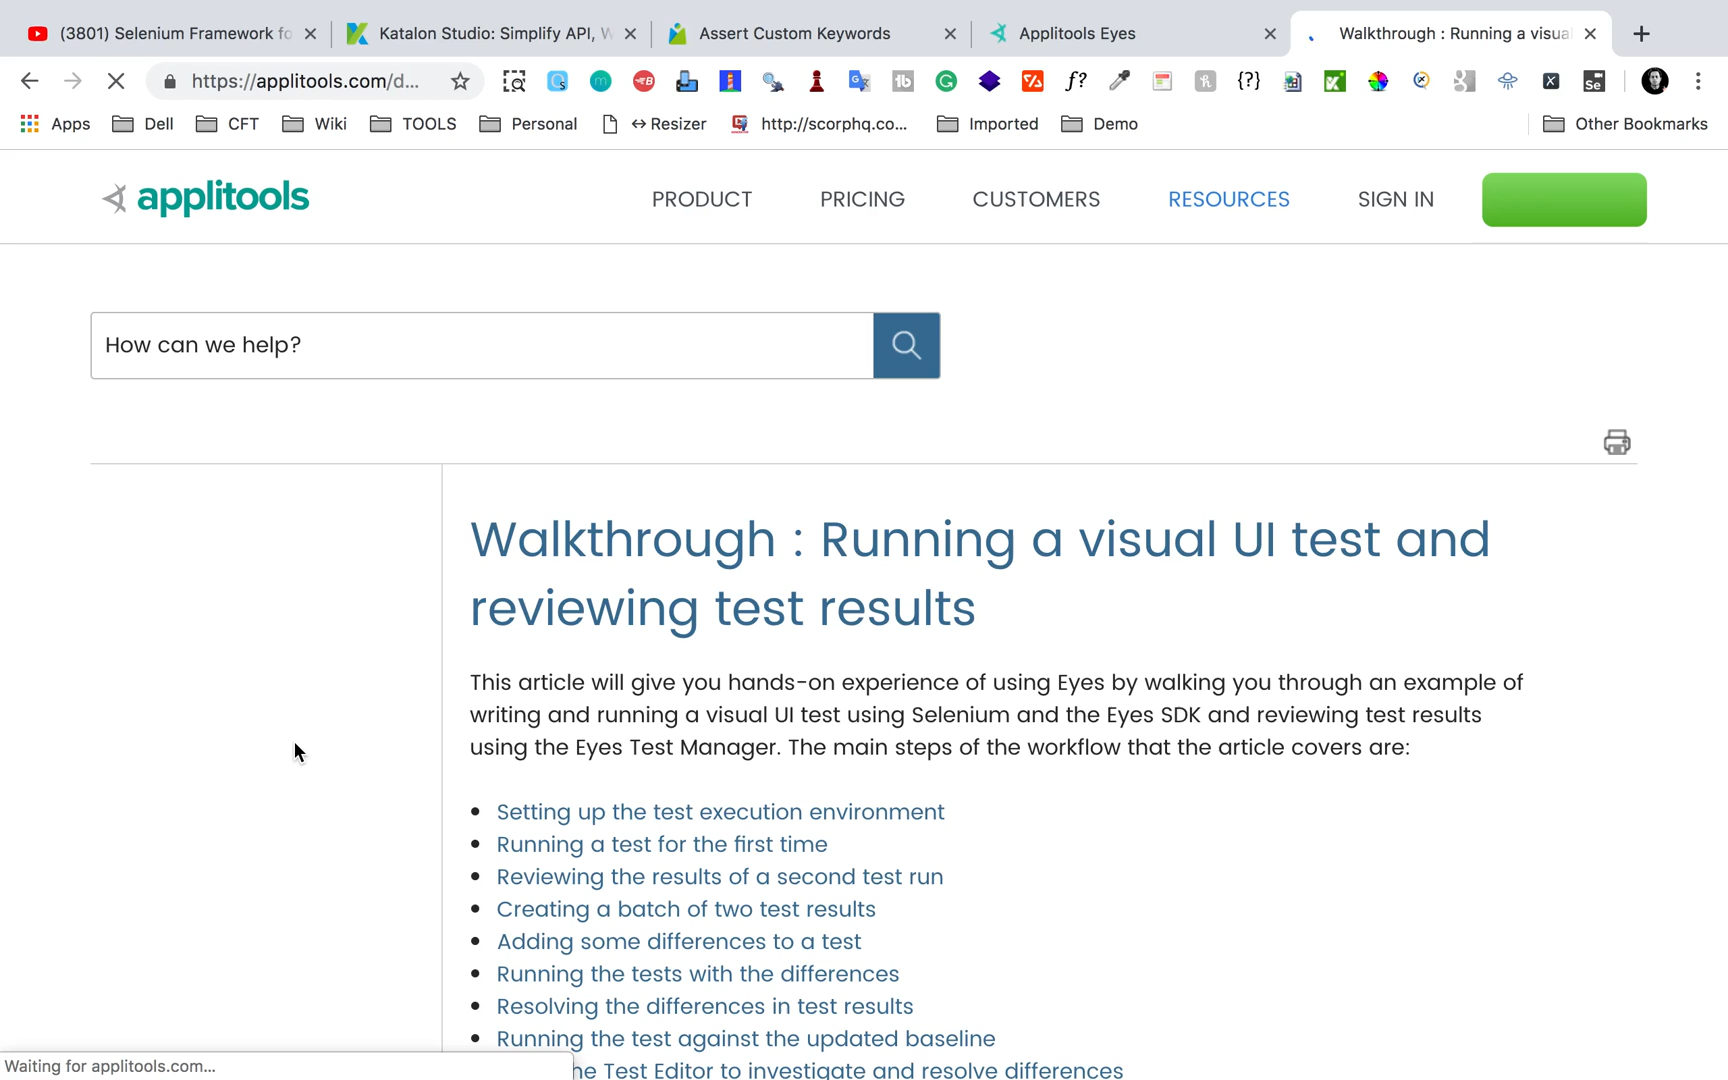 (3801) Selenium Framework fo
Katalon Studio: Simplify API, W
Assert Custom Keywords
Applitools Eyes
Walkthrough : Running a visual
https://applitools.com/d...
Apps
Dell
CFT
Wiki
TOOLS
Personal
↔Resizer
http://scorphq.co...
Imported
Demo
Other Bookmarks
applitools
PRODUCT
PRICING
CUSTOMERS
RESOURCES
SIGN IN
How can we help?
Walkthrough : Running a visual UI test and
reviewing test results
This article will give you hands-on experience of using Eyes by walking you through an example of
writing and running a visual UI test using Selenium and the Eyes SDK and reviewing test results
using the Eyes Test Manager. The main steps of the workflow that the article covers are:
Setting up the test execution environment
Running a test for the first time
Reviewing the results of a second test run
Creating a batch of two test results
Adding some differences to a test
Running the tests with the differences
Resolving the differences in test results
Running the test against the updated baseline
he Test Editor to investigate and resolve differences
Waiting for applitools.com...